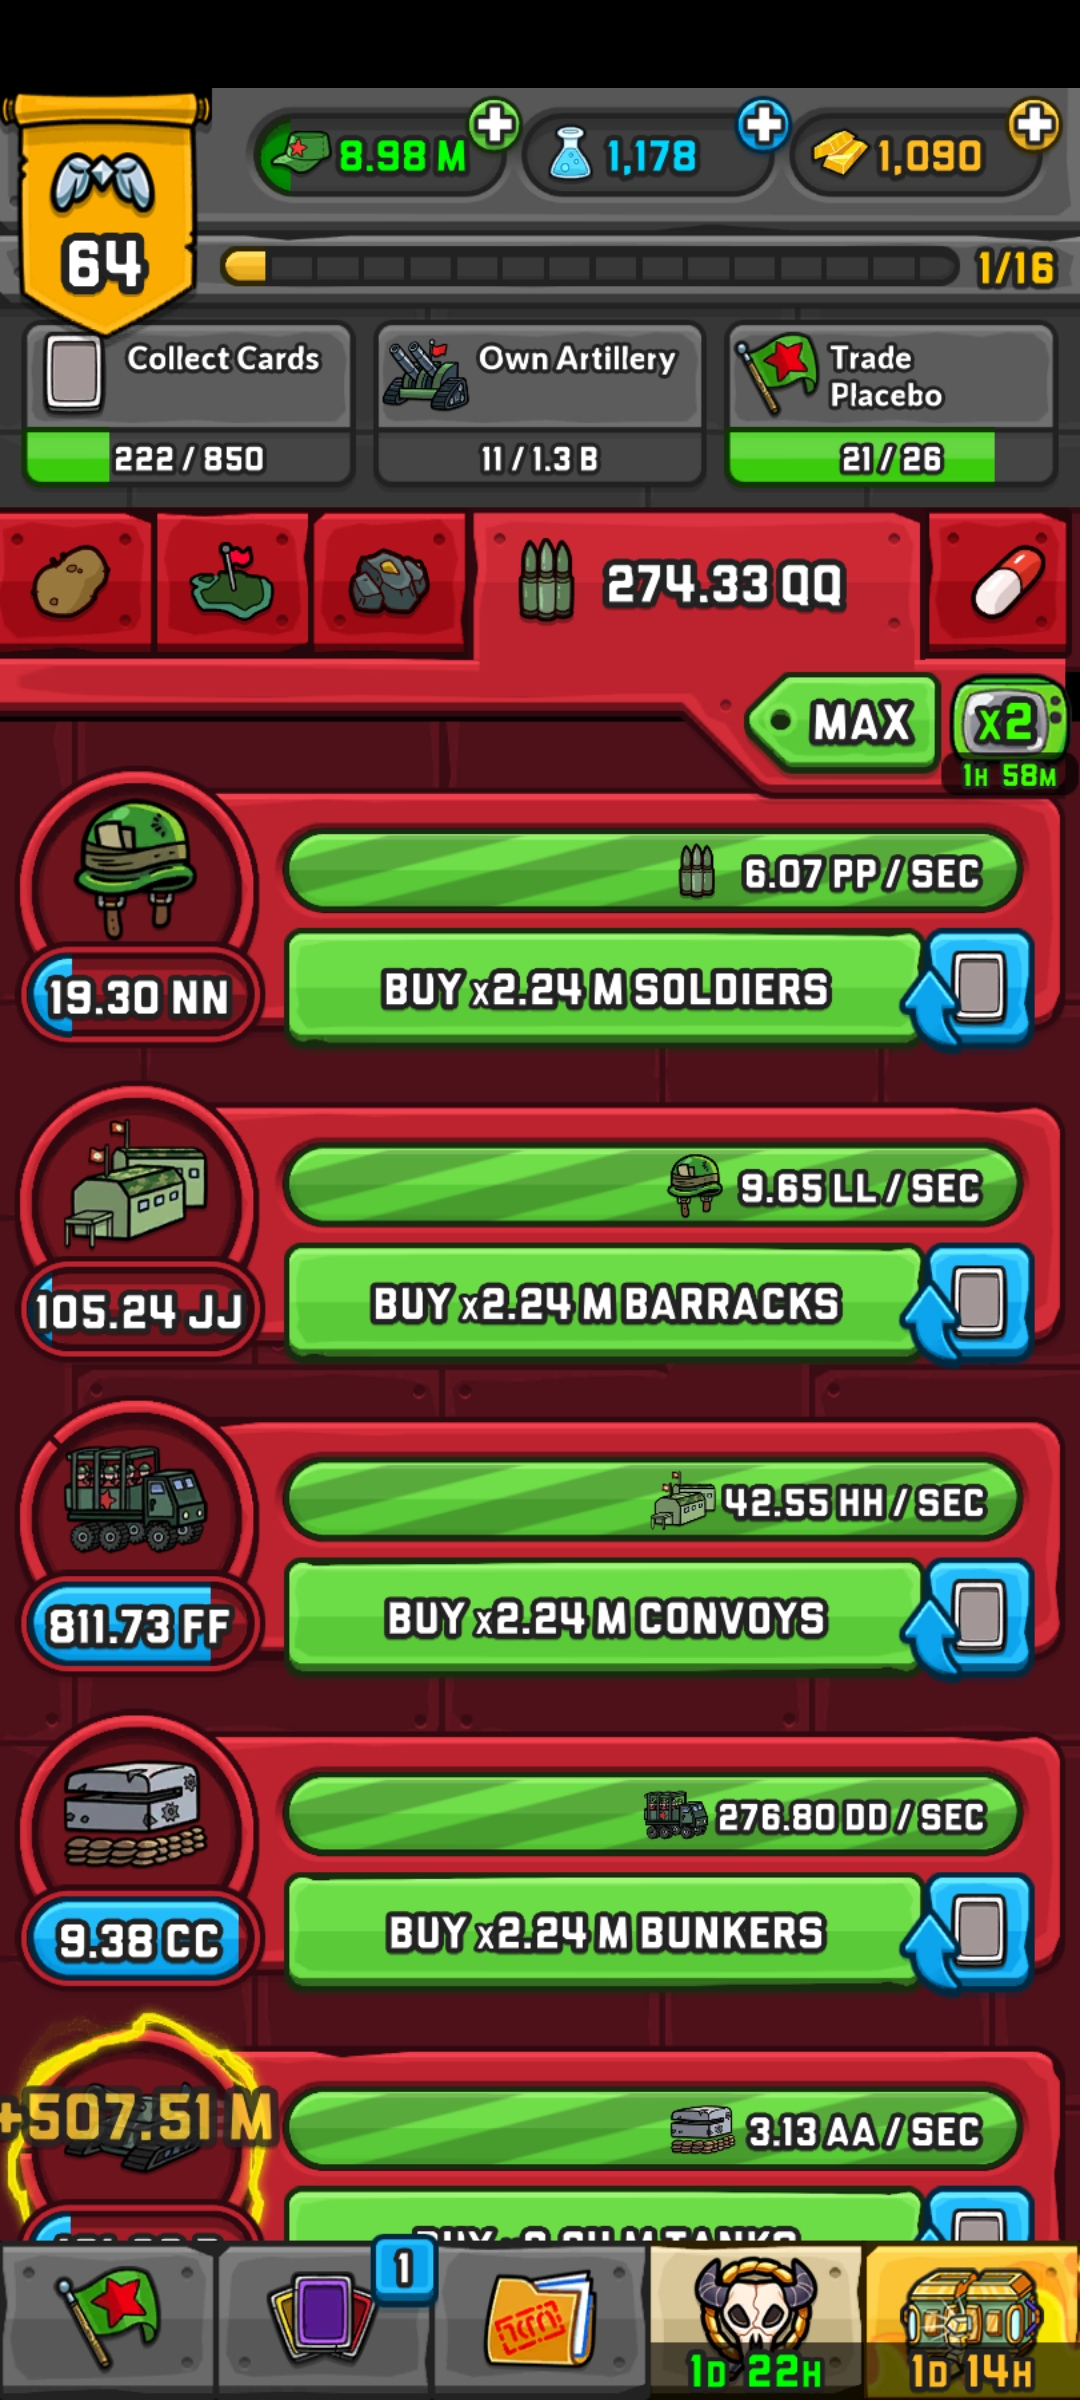 64
8.98 M
1,178
1,090
1/16
Collect Cards
222 / 850
Own Artillery
11 / 1.3 B
Trade
Placebo
21 / 26
274.33 QQ
MAX
x2
1H 58M
6.07 PP / SEC
19.30 NN
BUY x2.24 M SOLDIERS
9.65 LL / SEC
105.24 JJ
BUY x2.24 M BARRACKS
42.55 HH / SEC
811.73 FF
BUY x2.24 M CONVOYS
276.80 DD / SEC
9.38 CC
BUY x2.24 M BUNKERS
+507.51 M
3.13 AA / SEC
BUY x2.24 M TANKS
1
1D 22H
1D 14H